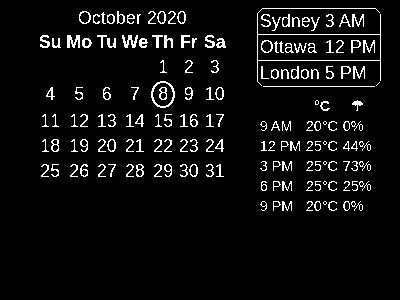 October 2020
Su Mo Tu We Th Fr Sa
1 2 3
4 5 6 7 8 9 10
11 12 13 14 15 16 17
18 19 20 21 22 23 24
25 26 27 28 29 30 31
Sydney 3 AM
Ottawa 12 PM
London 5 PM
°C
9 AM 20°C 0%
12 PM 25°C 44%
3 PM 25°C 73%
6 PM 25°C 25%
9 PM 20°C 0%